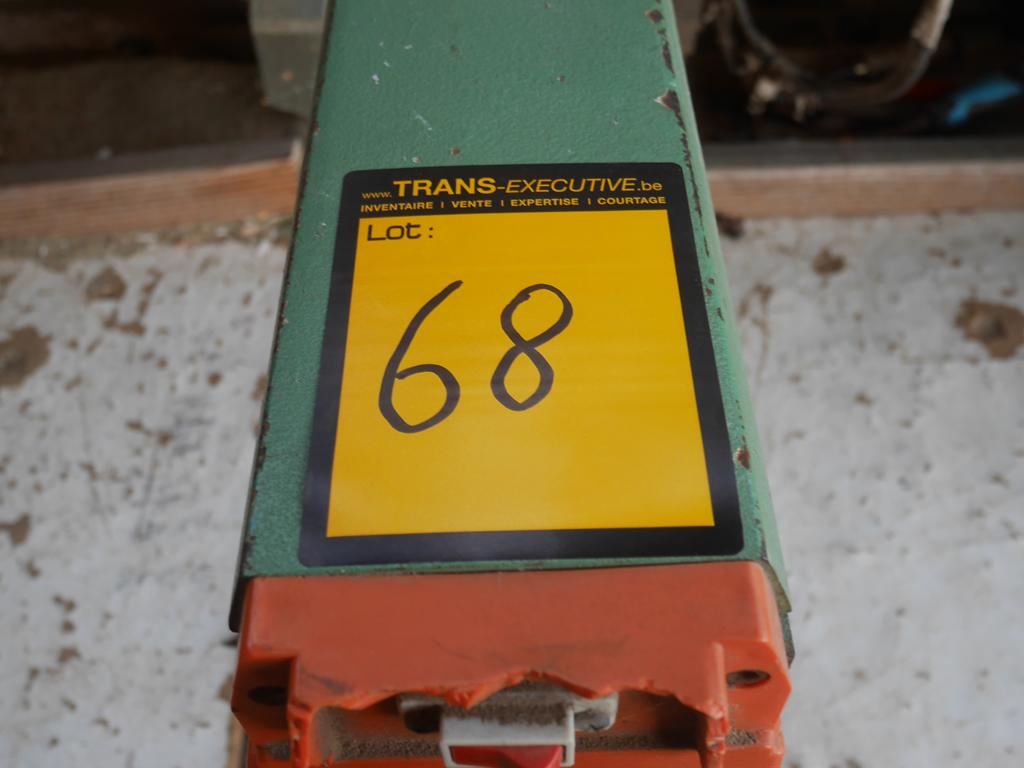 www.TRANS-EXECUTIVE.be
INVENTAIRE | VENTE | EXPERTISE | COURTAGE
Lot :
68